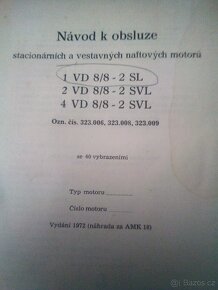 Návod k obsluze
stacionárních a vestavných naftových motorů
1 VD 8/8 - 2 SL
2 VD 8/8 - 2 SVL
4 VD 8/8 - 2 SVL
Ozn. čís. 323.006, 323.008, 323.009
se 40 vyobrazeními
Typ motoru
Číslo motoru
Vydání 1972 (náhrada za AMK 18)
Bazoš.cz